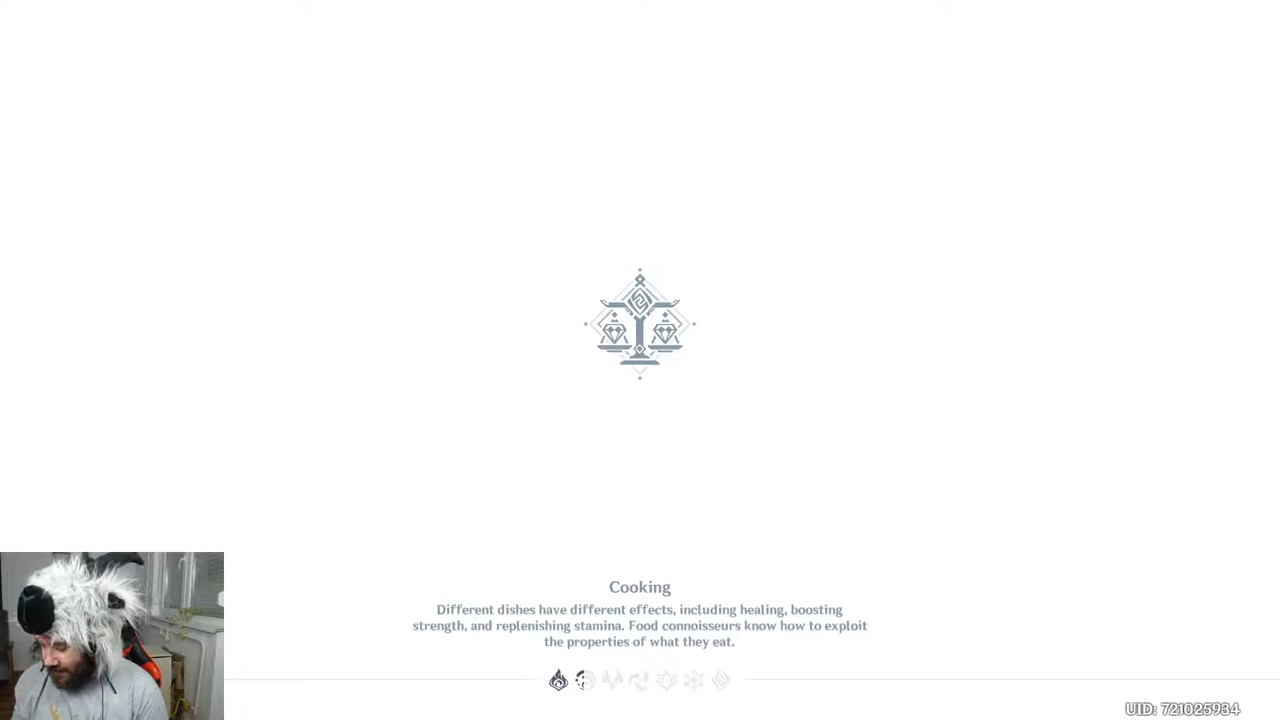 Cooking
Different dishes have different effects, including healing, boosting
strength, and replenishing stamina. Food connoisseurs know how to exploit
the properties of what they eat.
UID: 721025934